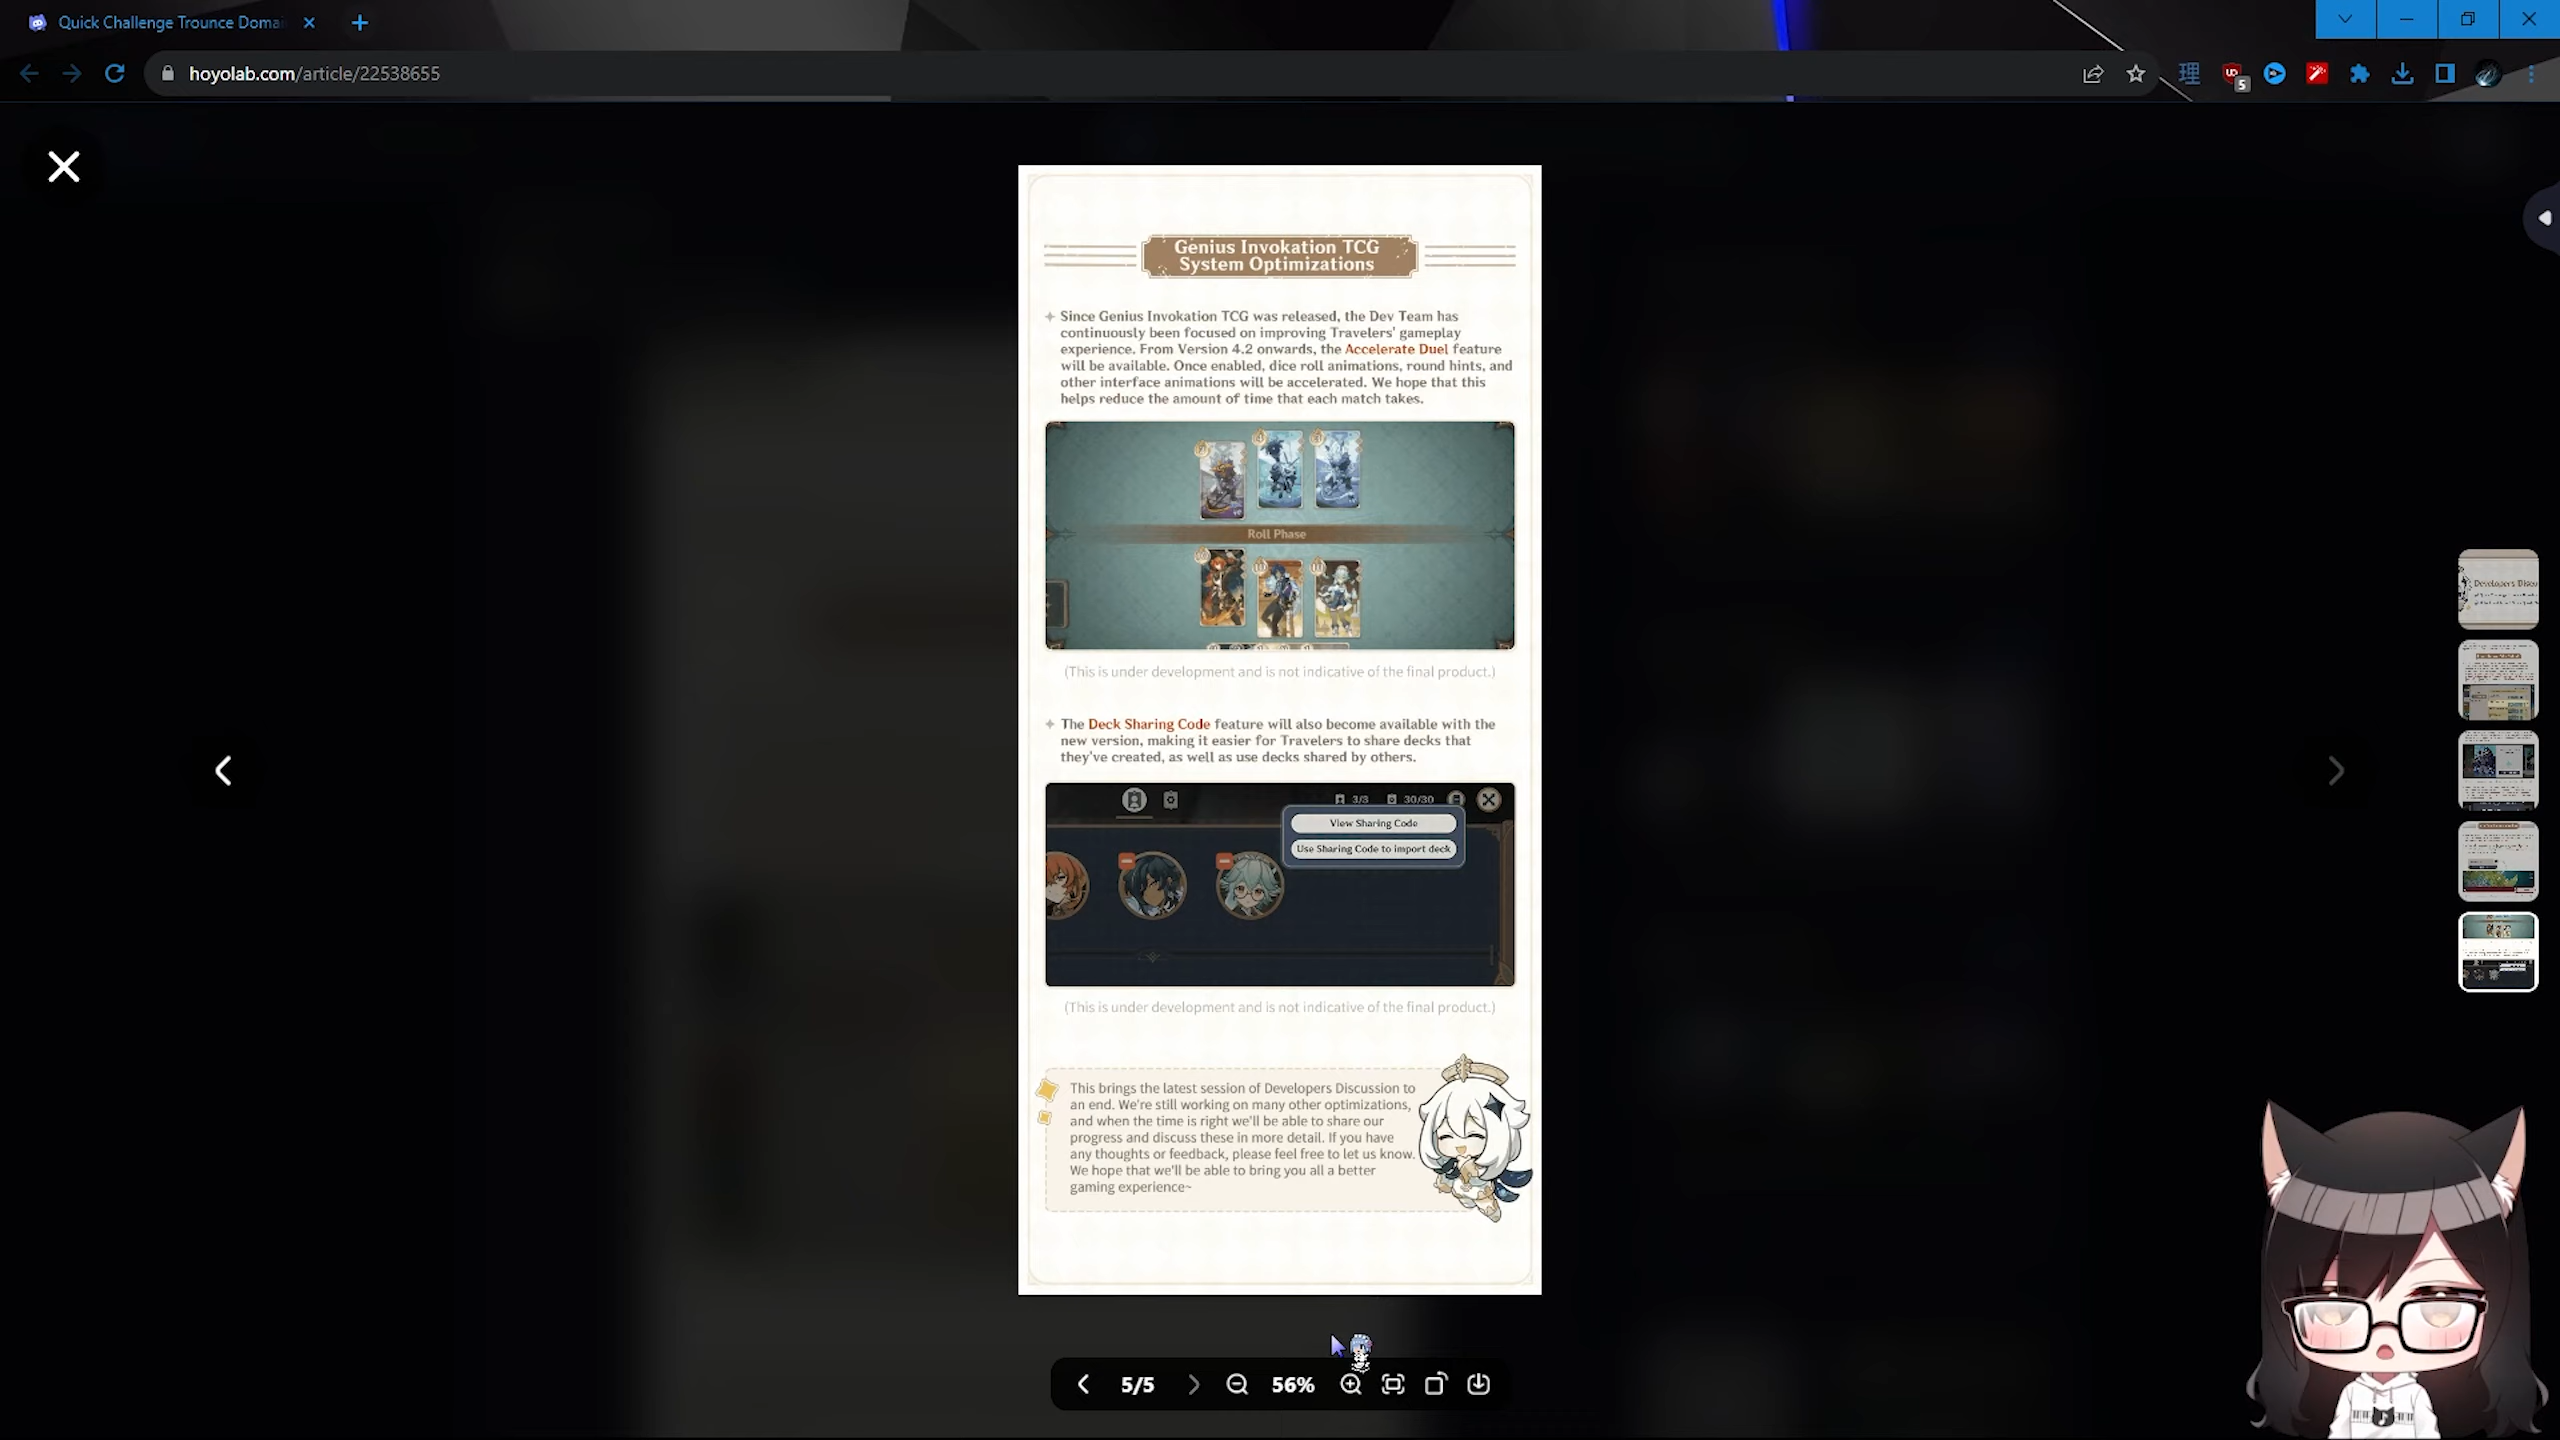 Quick Challenge Trounce Domai
hoyolab.com/article/22538655
5
Genius Invokation TCG
System Optimizations
Since Genius Invokation TCG was released, the Dev Team has
continuously been focused on improving Travelers' gameplay
experience. From Version 4.2 onwards, the Accelerate Duel feature
will be available. Once enabled, dice roll animations, round hints, and
other interface animations will be accelerated. We hope that this
helps reduce the amount of time that each match takes.
Roll Phase
(This is under development and is not indicative of the final product.)
The Deck Sharing Code feature will also become available with the
new version, making it easier for Travelers to share decks that
they've created, as well as use decks shared by others.
3/3 30/30
View Sharing Code
Use Sharing Code to import deck
(This is under development and is not indicative of the final product.)
This brings the latest session of Developers Discussion to
an end. We're still working on many other optimizations,
and when the time is right we'll be able to share our
progress and discuss these in more detail. If you have
any thoughts or feedback, please feel free to let us know.
We hope that we'll be able to bring you all a better
gaming experience~
Developers Discu
5/5 56%